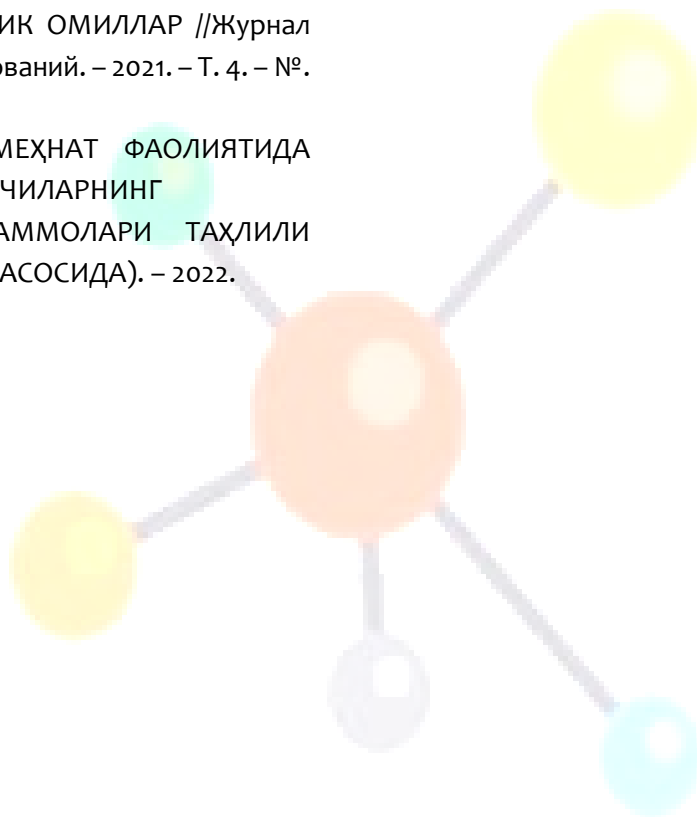 ИК ОМИЛЛАР //Журнал
ований. – 2021. – Т. 4. – №.
МЕҲНАТ ФАОЛИЯТИДА
ЧИЛАРНИНГ
АММОЛАРИ ТАҲЛИЛИ
АСОСИДА). – 2022.